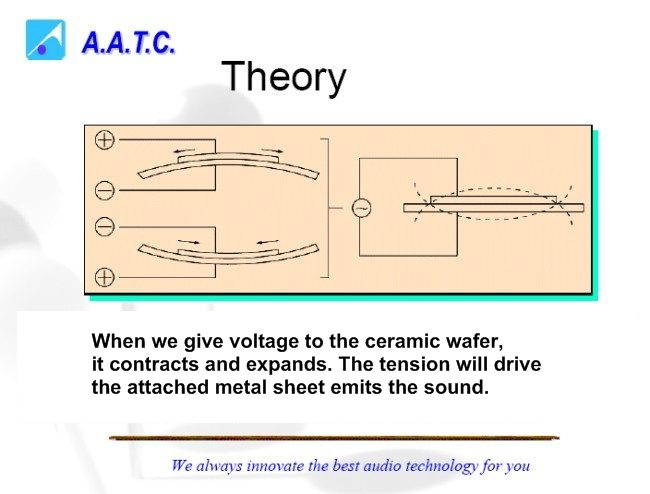 A.A.T.C.
Theory
When we give voltage to the ceramic wafer,
it contracts and expands. The tension will drive
the attached metal sheet emits the sound.
We always innovate the best audio technology for you